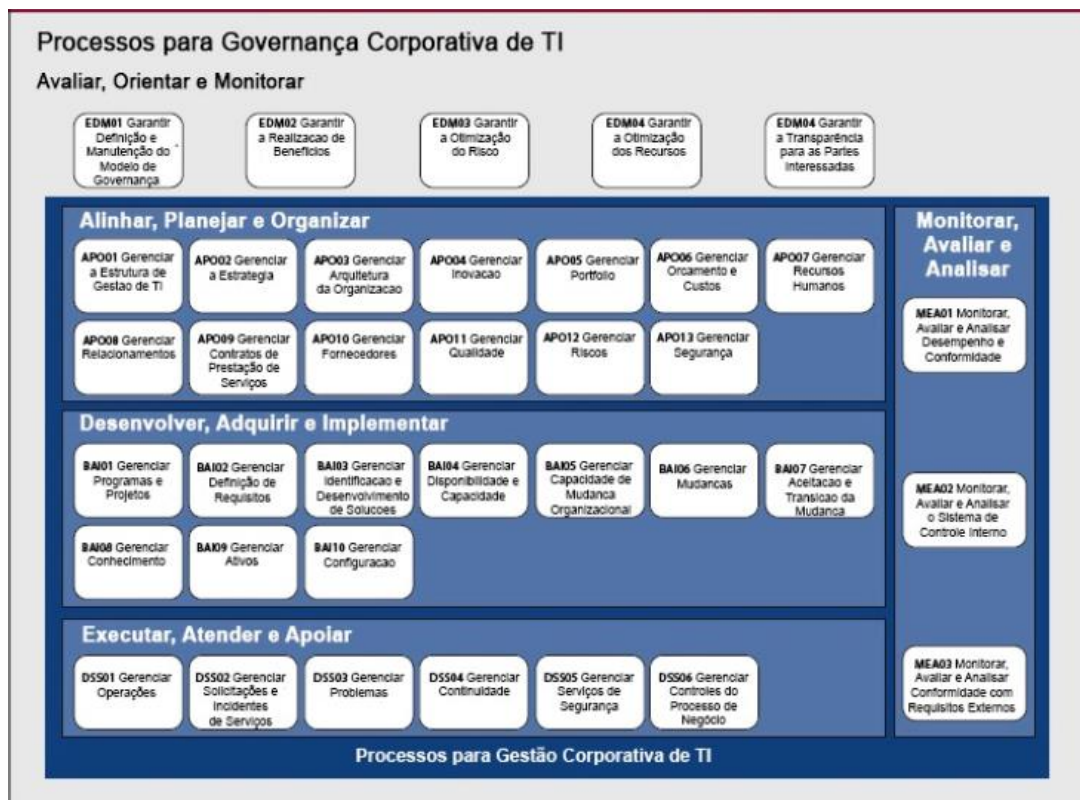 Processos para Governança Corporativa de TI
Avaliar, Orientar e Monitorar
EDM01 Garantir
Definição e
Manutenção do
Modelo de
Governança
EDM02 Garantir
a Realizacao de
Beneficios
EDM03 Garantir
a Otimização
do Risco
EDM04 Garantir
a Otimização
dos Recursos
EDM04 Garantir
a Transparência
para as Partes
Interessadas
Alinhar, Planejar e Organizar
APO01 Gerenciar
a Estrutura de
Gestao de TI
APO02 Gerenciar
a Estrategia
APO03 Gerenciar
Arquitetura
da Organizacao
APO04 Gerenciar
Inovacao
APO05 Gerenciar
Portfolio
APO06 Gerenciar
Orcamento e
Custos
APO07 Gerenciar
Recursos
Humanos
APO08 Gerenciar
Relacionamentos
APO09 Gerenciar
Contratos de
Prestação de
Serviços
APO10 Gerenciar
Fornecedores
APO11 Gerenciar
Qualidade
APO12 Gerenciar
Riscos
APO13 Gerenciar
Segurança
Desenvolver, Adquirir e Implementar
BAI01 Gerenciar
Programas e
Projetos
BAI02 Gerenciar
Definição de
Requisitos
BAI03 Gerenciar
Identificacao e
Desenvolvimento
de Solucoes
BAI04 Gerenciar
Disponibilidade e
Capacidade
BAI05 Gerenciar
Capacidade de
Mudanca
Organizacional
BAI06 Gerenciar
Mudancas
BAI07 Gerenciar
Aceitacao e
Transicao da
Mudanca
BAI08 Gerenciar
Conhecimento
BAI09 Gerenciar
Ativos
BAI10 Gerenciar
Configuracao
Executar, Atender e Apoiar
DSS01 Gerenciar
Operações
DSS02 Gerenciar
Solicitações e
Incidentes
de Serviços
DSS03 Gerenciar
Problemas
DSS04 Gerenciar
Continuidade
DSS05 Gerenciar
Serviços de
Segurança
DSS06 Gerenciar
Controles do
Processo de
Negócio
Monitorar,
Avaliar e
Analisar
MEA01 Monitorar,
Avaliar e Analisar
Desempenho e
Conformidade
MEA02 Monitorar,
Avaliar e Analisar
o Sistema de
Controle Interno
MEA03 Monitorar,
Avaliar e Analisar
Conformidade com
Requisitos Externos
Processos para Gestão Corporativa de TI